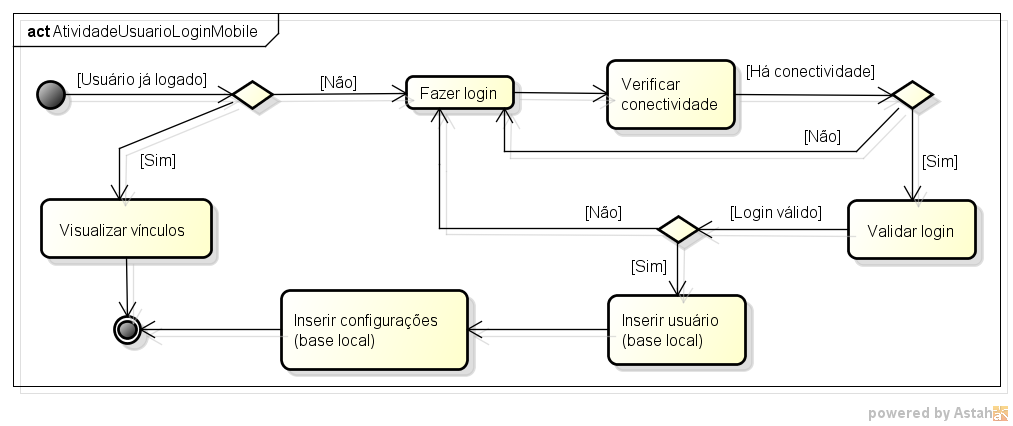 act AtividadeUsuarioLoginMobile
[Usuário já logado]
[Não]
Fazer login
Verificar
conectividade
[Há conectividade]
[Não]
[Sim]
[Sim]
Visualizar vínculos
[Não]
[Login válido]
Validar login
[Sim]
Inserir configurações
(base local)
Inserir usuário
(base local)
powered by Astah